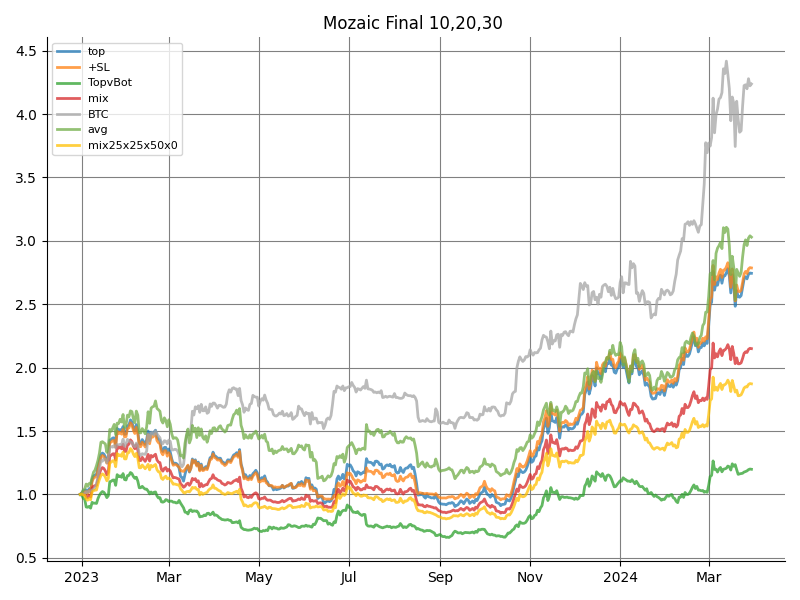 Mozaic Final 10,20,30
4.5
4.0
3.5
3.0
2.5
2.0
1.5
1.0
0.5
top
+SL
TopvBot
mix
BTC
avg
mix25x25x50x0
2023 Mar May Jul Sep Nov 2024 Mar